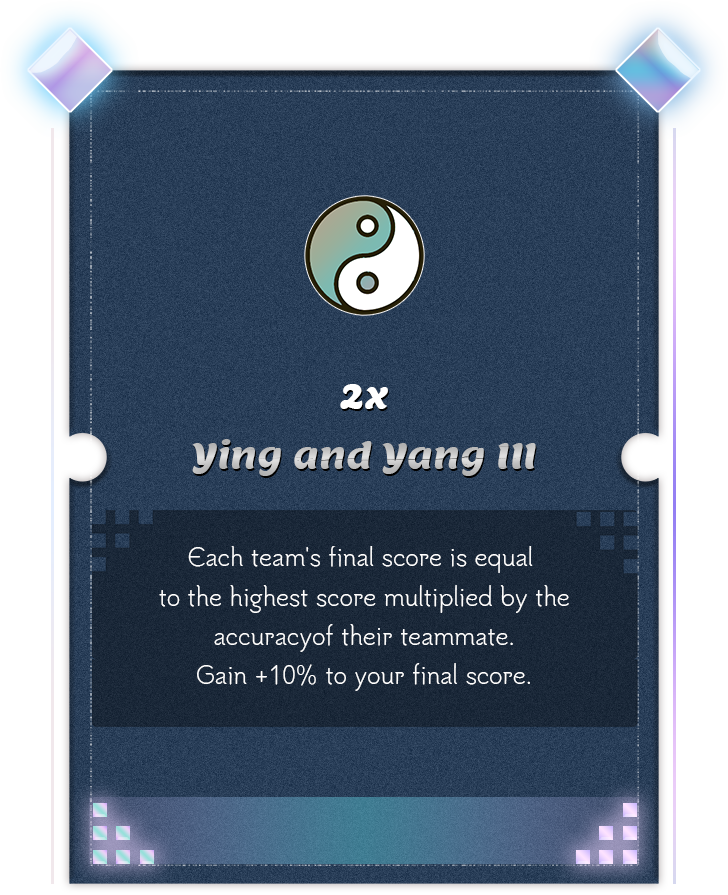 2x
Ying and Yang III
Each team's final score is equal
to the highest score multiplied by the
accuracyof their teammate.
Gain +10% to your final score.